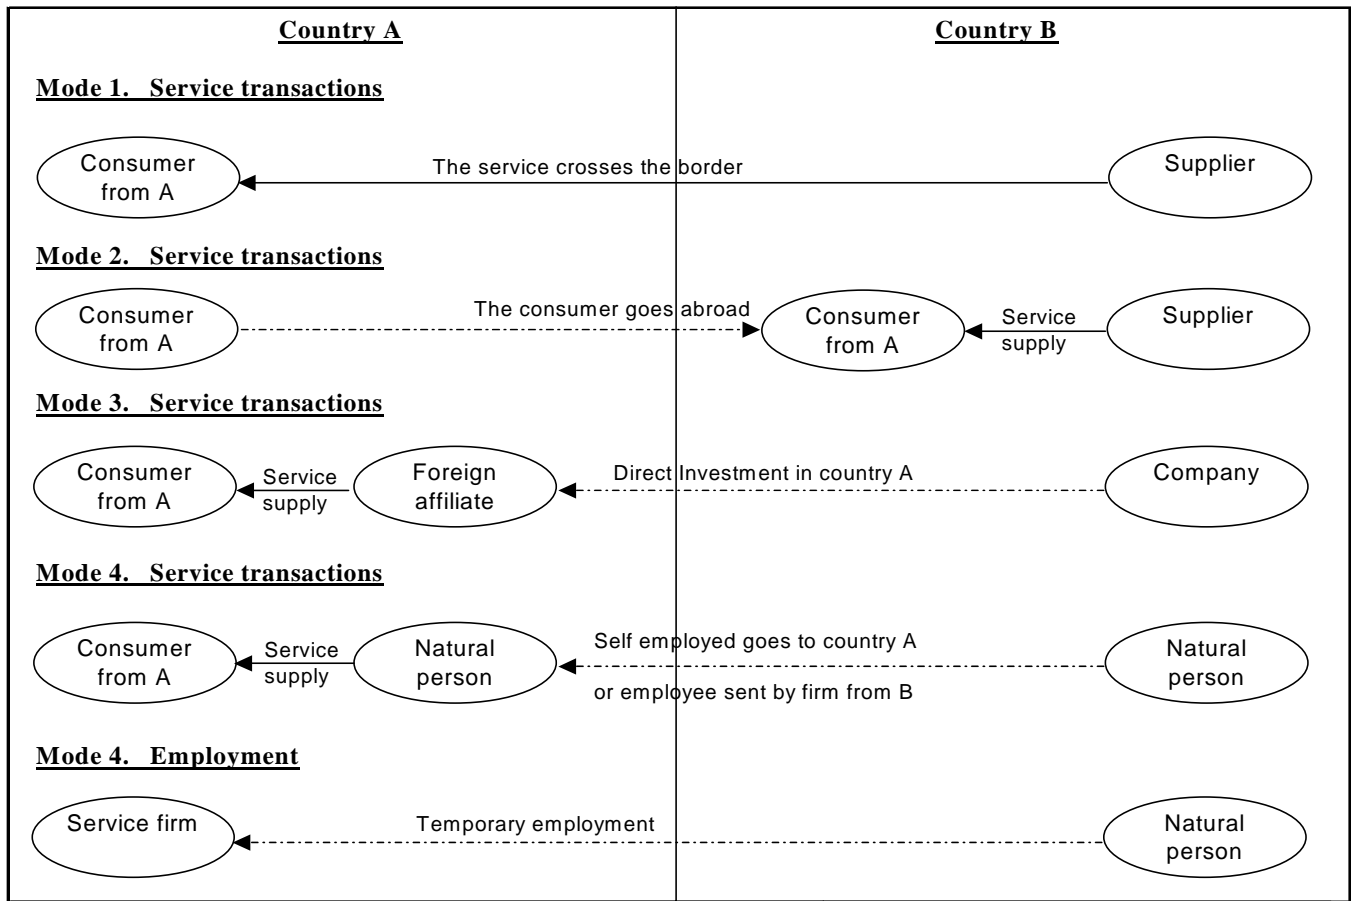 Country A
Country B
Mode 1. Service transactions
Consumer
from A
The service crosses the border
Supplier
Mode 2. Service transactions
Consumer
from A
The consumer goes abroad
Consumer
from A
Service
supply
Supplier
Mode 3. Service transactions
Consumer
from A
Service
supply
Foreign
affiliate
Direct Investment in country A
Company
Mode 4. Service transactions
Consumer
from A
Service
supply
Natural
person
Self employed goes to country A
or employee sent by firm from B
Natural
person
Mode 4. Employment
Service firm
Temporary employment
Natural
person